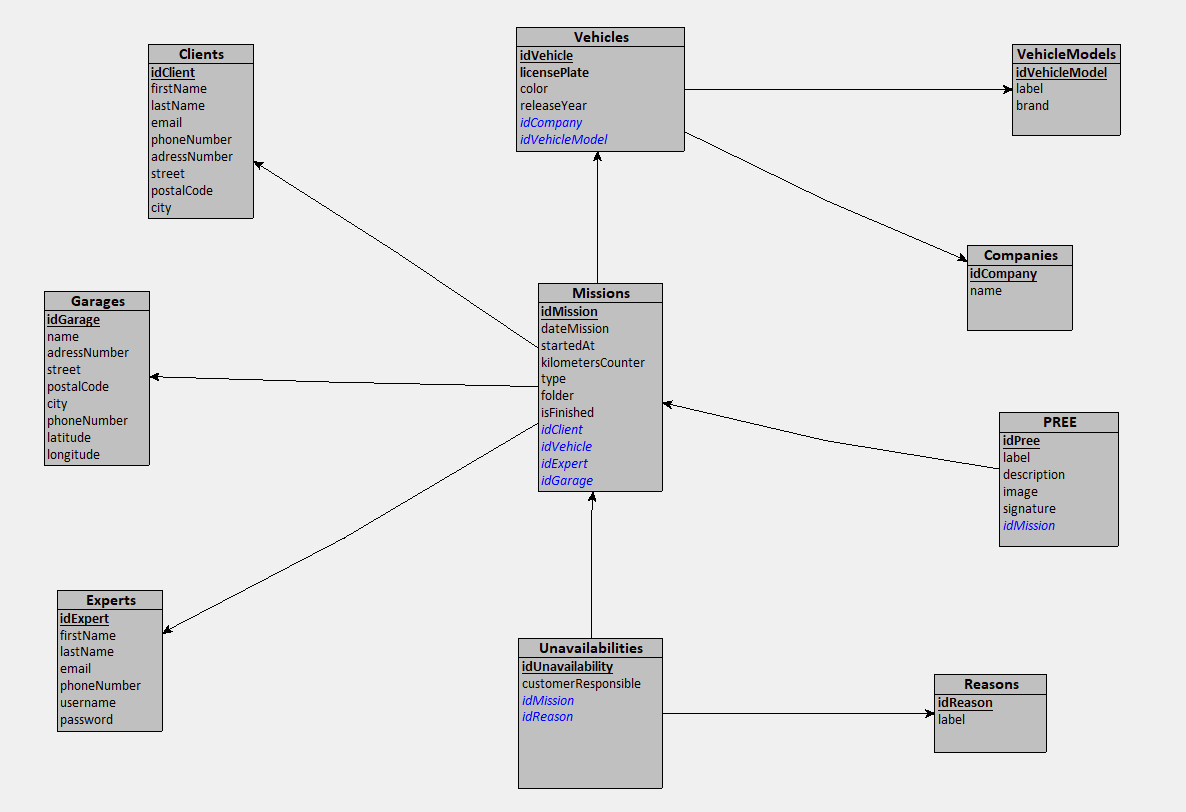 Clients
idClient
firstName
lastName
email
phoneNumber
adressNumber
street
postalCode
city
Vehicles
idVehicle
licensePlate
color
releaseYear
idCompany
idVehicleModel
VehicleModels
idVehicleModel
label
brand
Companies
idCompany
name
Garages
idGarage
name
adressNumber
street
postalCode
city
phoneNumber
latitude
longitude
Missions
idMission
dateMission
startedAt
kilometersCounter
type
folder
isFinished
idClient
idVehicle
idExpert
idGarage
PREE
idPree
label
description
image
signature
idMission
Experts
idExpert
firstName
lastName
email
phoneNumber
username
password
Unavailabilities
idUnavailability
customerResponsible
idMission
idReason
Reasons
idReason
label